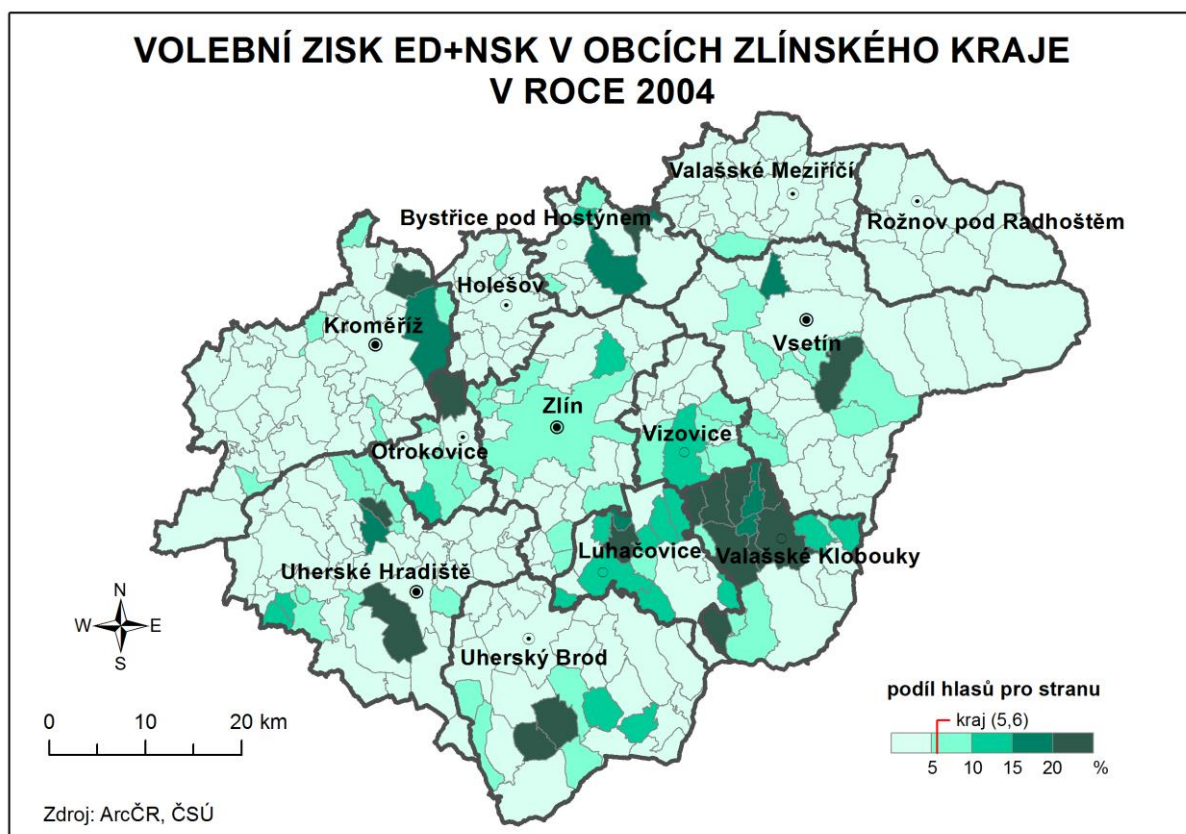 VOLEBNÍ ZISK ED+NSK V OBCÍCH ZLÍNSKÉHO KRAJE
V ROCE 2004
Valašské Meziříčí
Bystřice pod Hostýnem
Rožnov pod Radhoštěm
Holešov
Kroměříž
Vsetín
Zlín
Vizovice
Otrokovice
Luhačovice
Valašské Klobouky
Uherské Hradiště
N
W E
S
Uherský Brod
podíl hlasů pro stranu
kraj (5,6)
5 10 15 20 %
0 10 20 km
Zdroj: ArcČR, ČSÚ